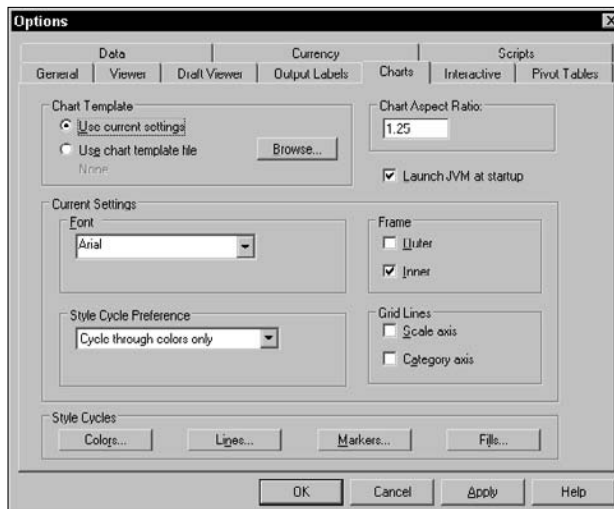 Options
Data Currency Scripts
General Viewer Draft Viewer Output Labels Charts Interactive Pivot Tables
Chart Template
Use current settings
Use chart template file
None
Browse...
Chart Aspect Ratio:
1.25
Launch JVM at startup
Current Settings
Font
Arial
Frame
Outer
Inner
Style Cycle Preference
Cycle through colors only
Grid Lines
Scale axis
Category axis
Style Cycles
Colors... Lines... Markers... Fills...
OK Cancel Apply Help